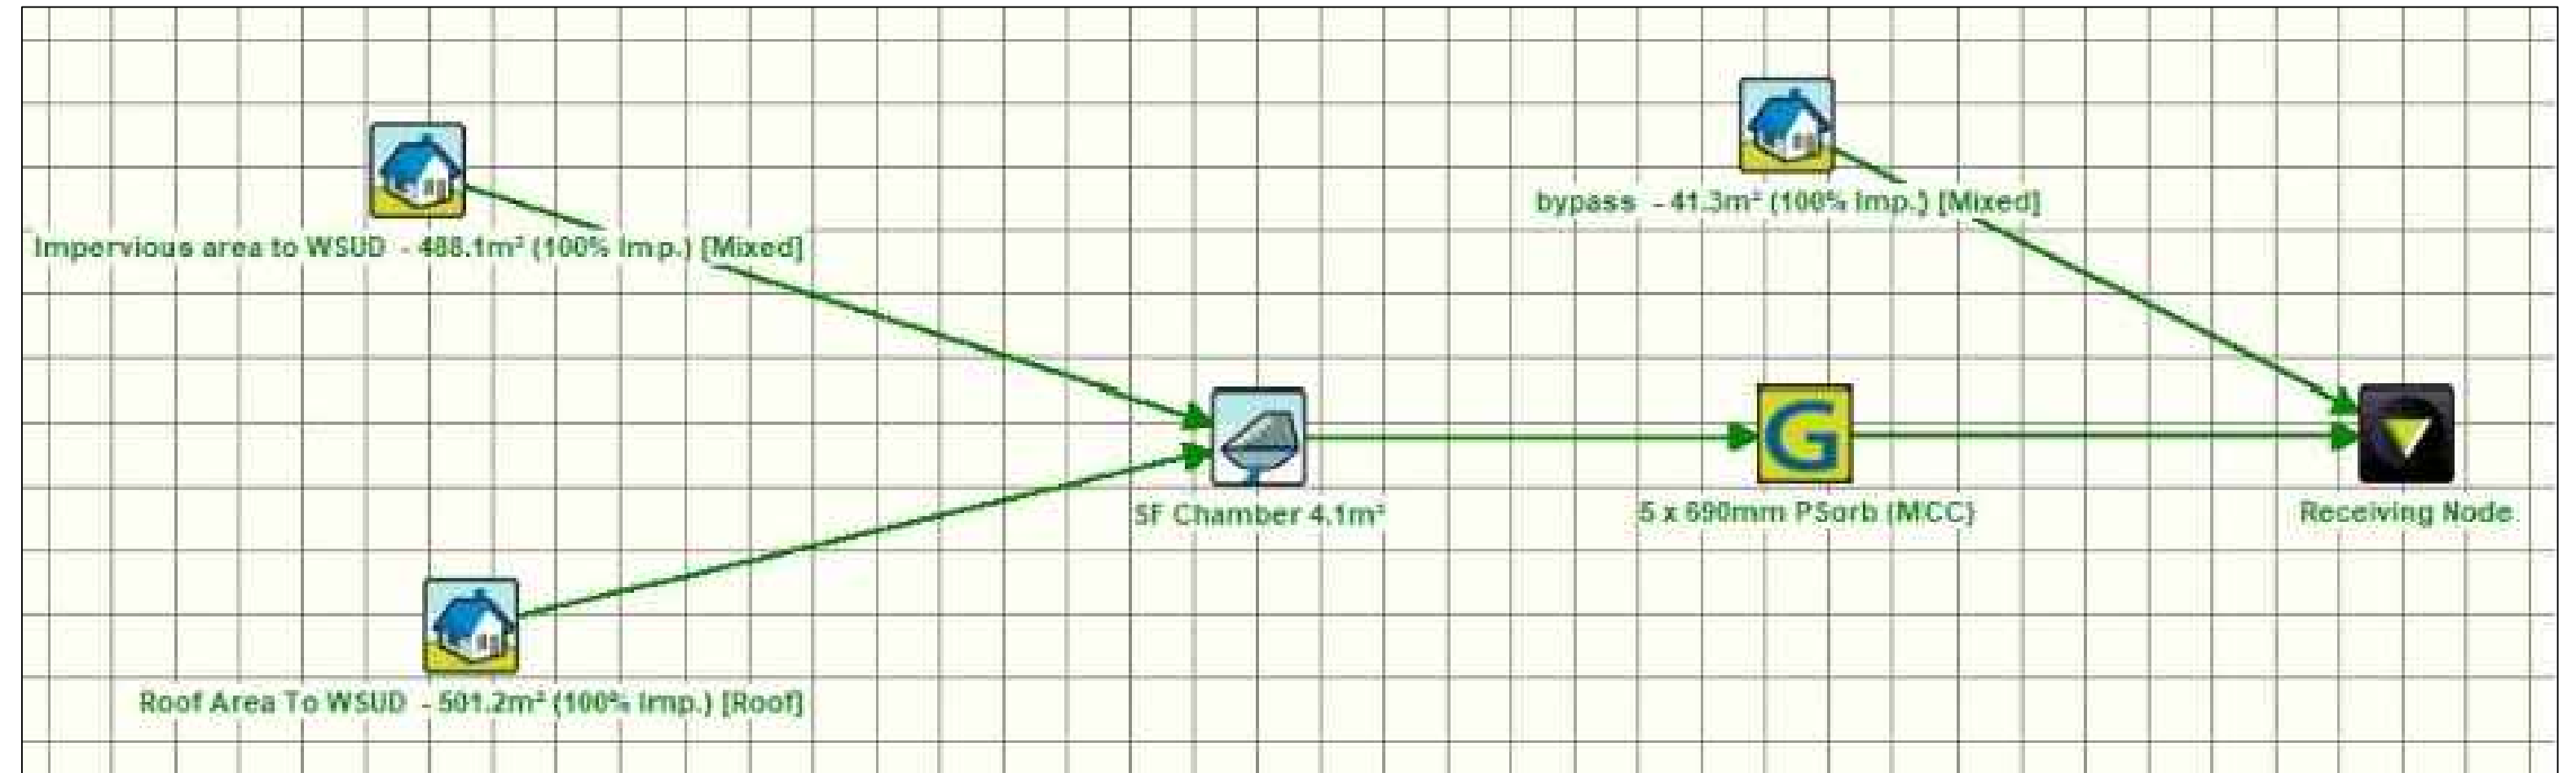 bypass - 41.3m² (100% Imp.) [Mixed]
Impervious area to WSUD - 488.1m² (100% Imp.) [Mixed]
G
SF Chamber 4.1m²
5 x 690mm PSorb (MCC)
Receiving Node
Roof Area To WSUD - 501.2m² (100% Imp.) [Roof]